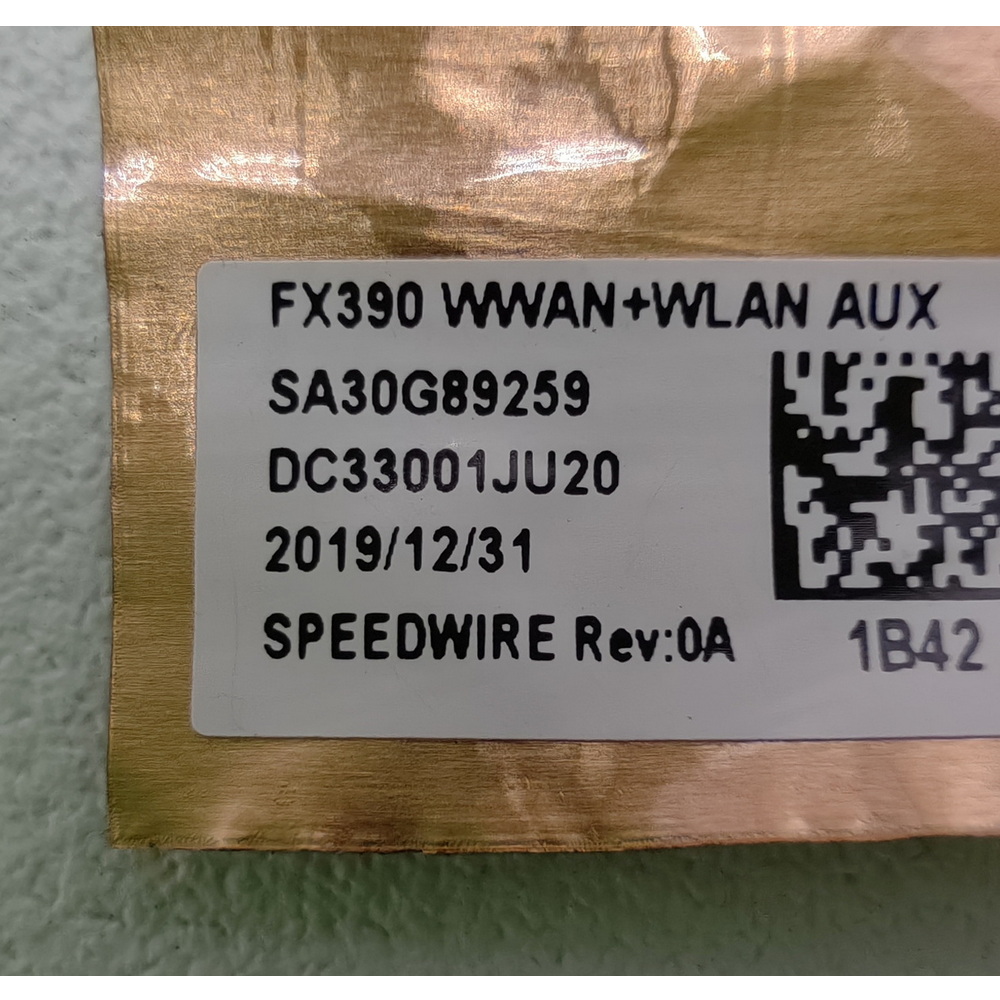 FX390 WWAN+WLAN AUX
SA30G89259
DC33001JU20
2019/12/31
SPEEDWIRE Rev:0A
1B42